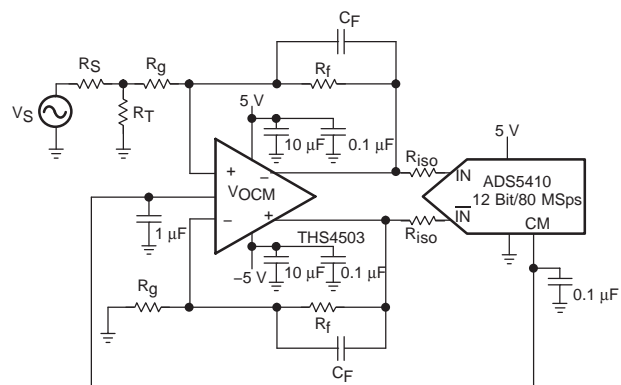 CF
RS
Rg
Rf
VS
RT
5 V
10 µF
0.1 µF
Riso
5 V
IN
ADS5410
12 Bit/80 MSps
IN
CM
+
−
VOCM
−
+
1 µF
THS4503
Riso
−5 V
10 µF
0.1 µF
0.1 µF
Rg
Rf
CF